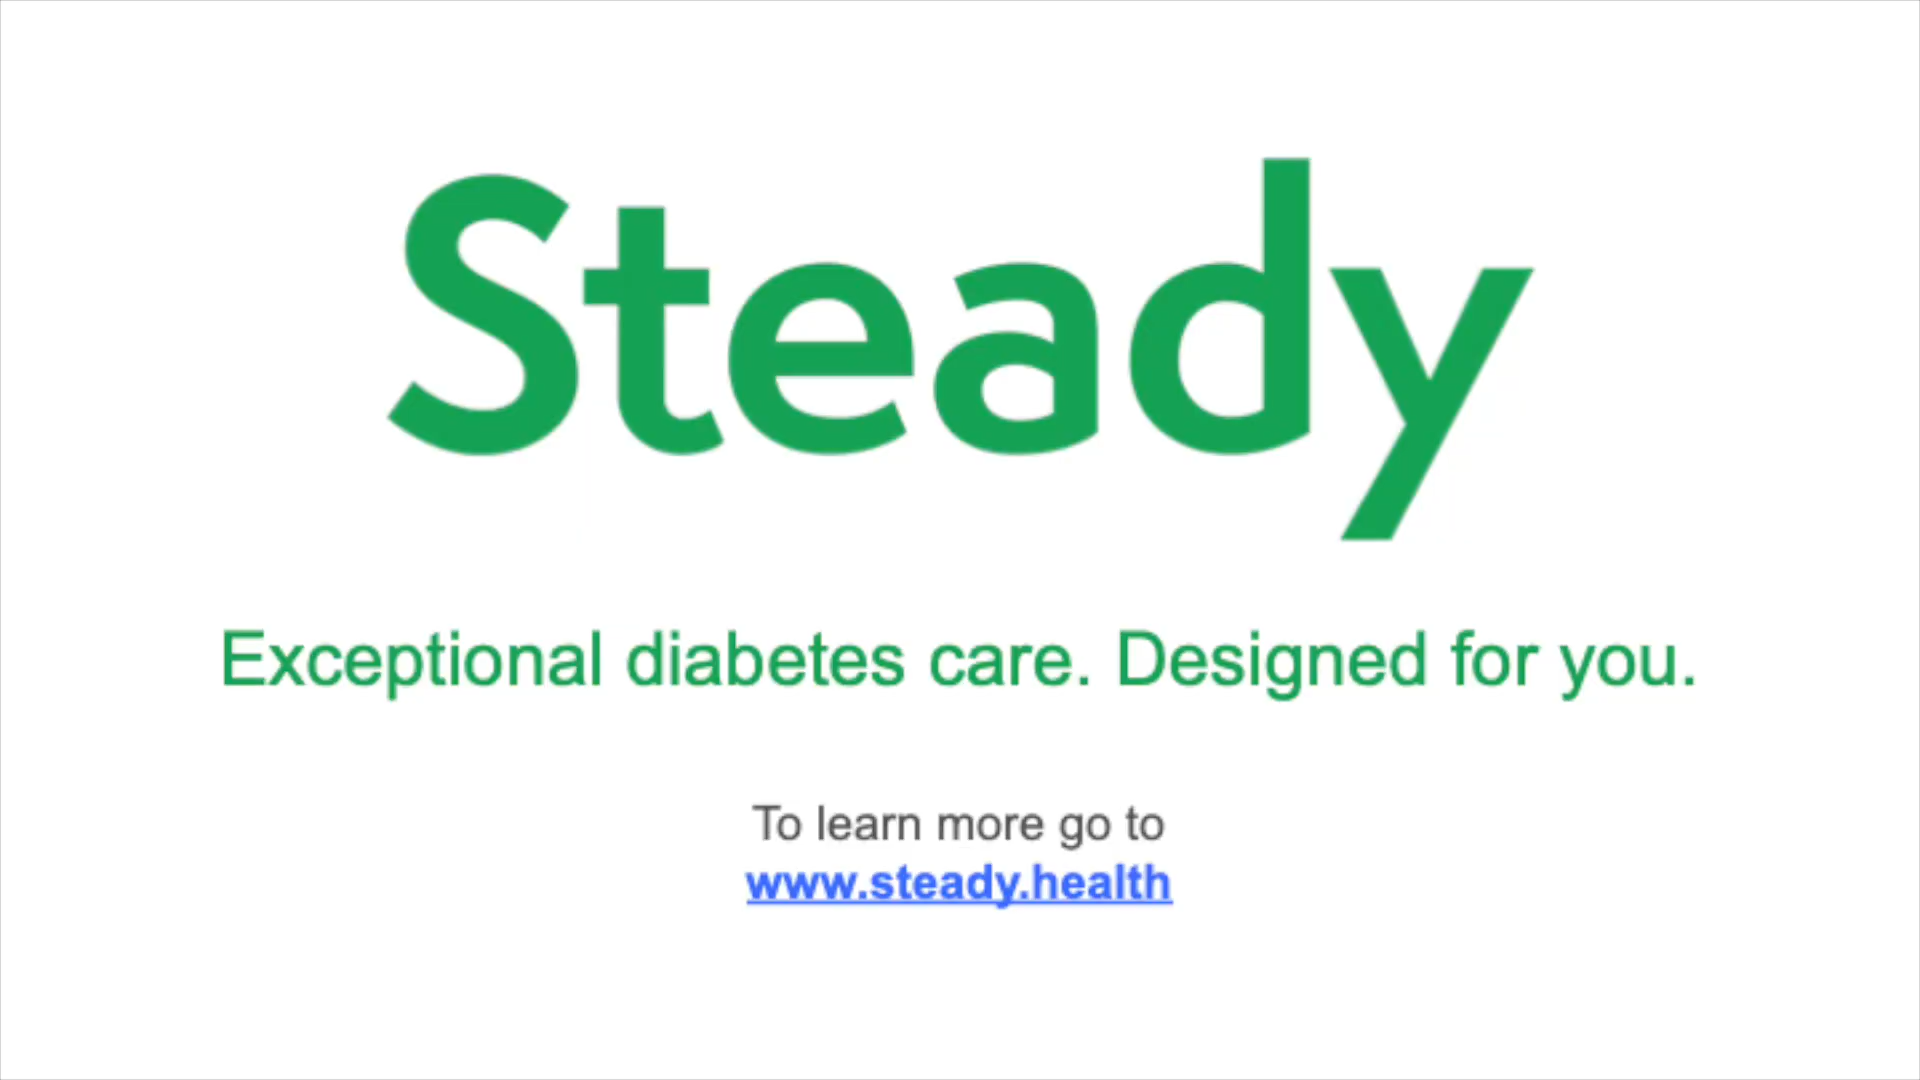 Steady
Exceptional diabetes care. Designed for you.
To learn more go to
www.steady.health